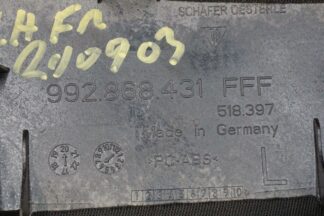 SCHÄFER OESTERLE
L.H.FR
210903
992.868.431 FFF
518.397
Made in Germany
>PC-ABS<
L